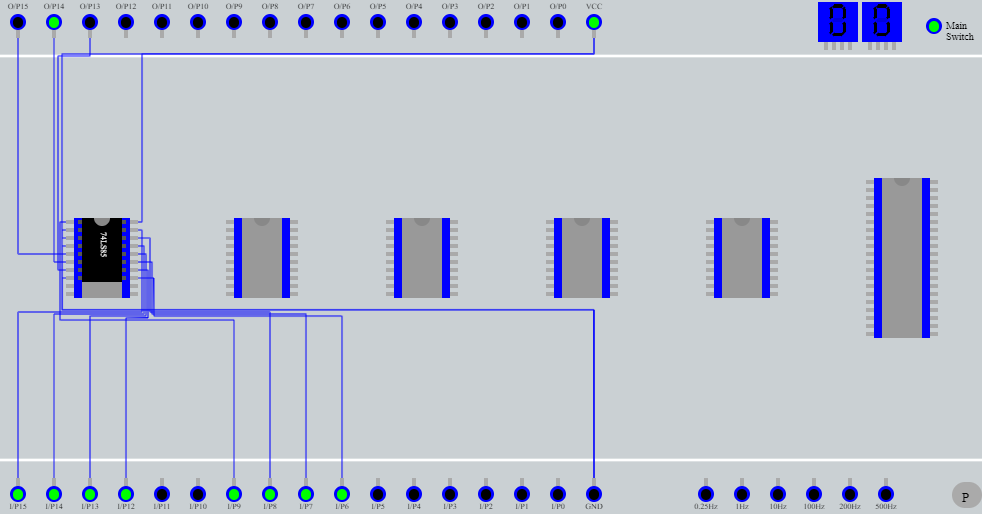 O/P15 O/P14 O/P13 O/P12 O/P11 O/P10 O/P9 O/P8 O/P7 O/P6 O/P5 O/P4 O/P3 O/P2 O/P1 O/P0 VCC
0 0
Main
Switch
74LS85
I/P15 I/P14 I/P13 I/P12 I/P11 I/P10 I/P9 I/P8 I/P7 I/P6 I/P5 I/P4 I/P3 I/P2 I/P1 I/P0 GND 0.25Hz 1Hz 10Hz 100Hz 200Hz 500Hz
P